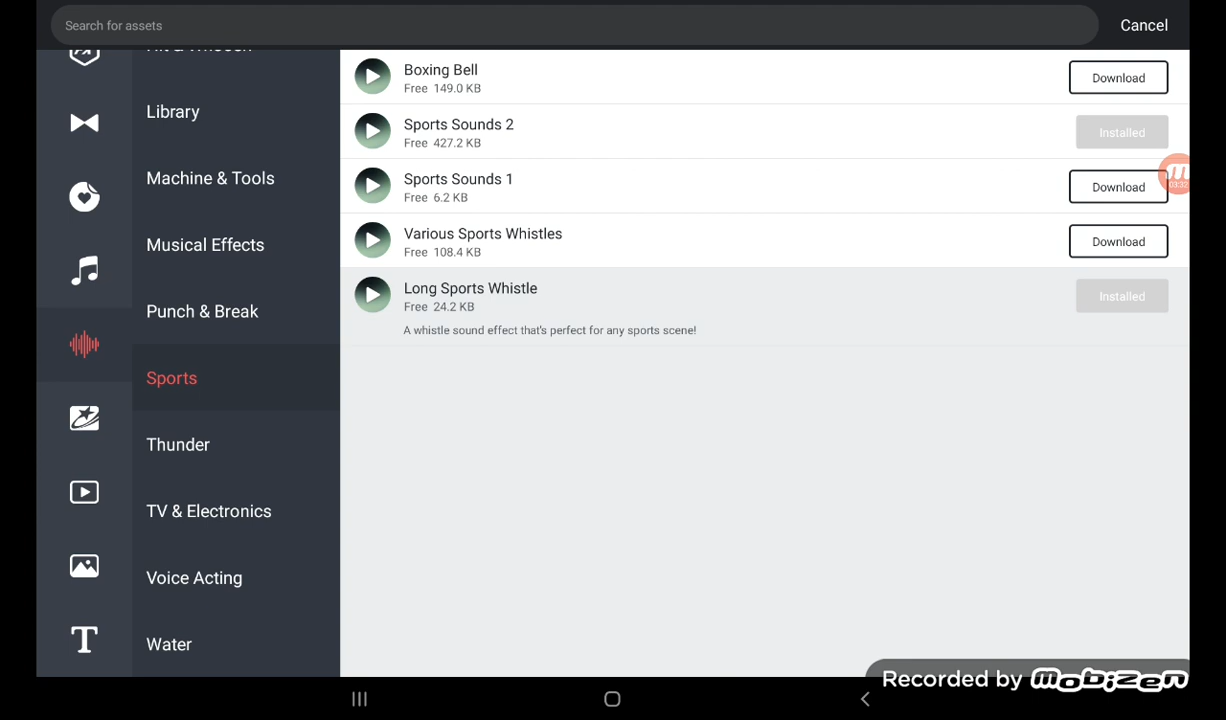 Search for assets
Cancel
Library
Machine & Tools
Musical Effects
Punch & Break
Sports
Thunder
TV & Electronics
Voice Acting
Water
Boxing Bell
Free 149.0 KB
Download
Sports Sounds 2
Free 427.2 KB
Installed
Sports Sounds 1
Free 6.2 KB
Download
Various Sports Whistles
Free 108.4 KB
Download
Long Sports Whistle
Free 24.2 KB
Installed
A whistle sound effect that's perfect for any sports scene!
03:32
T
Recorded by mobizen